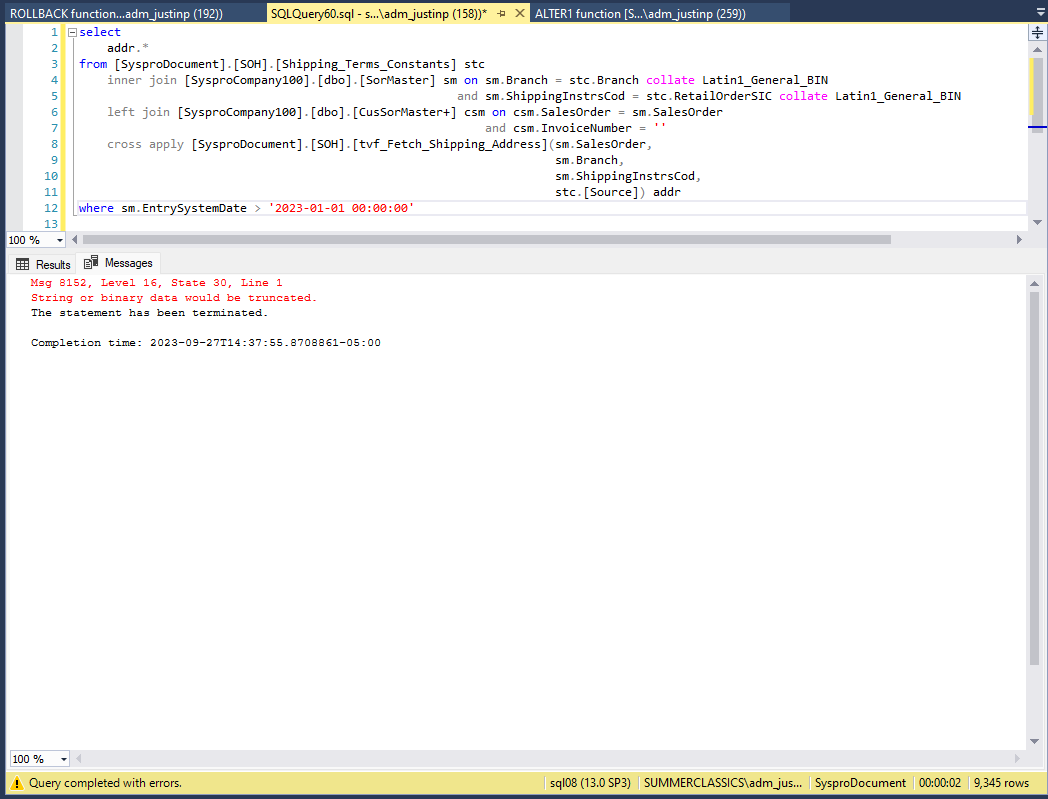 ROLLBACK function...adm_justinp (192))
SQLQuery60.sql - s...\adm_justinp (158))*
ALTER1 function [S...\adm_justinp (259))
1 select
2 addr.*
3 from [SysproDocument].[SOH].[Shipping_Terms_Constants] stc
4 inner join [SysproCompany100].[dbo].[SorMaster] sm on sm.Branch = stc.Branch collate Latin1_General_BIN
5 and sm.ShippingInstrsCod = stc.RetailOrderSIC collate Latin1_General_BIN
6 left join [SysproCompany100].[dbo].[CusSorMaster+] csm on csm.SalesOrder = sm.SalesOrder
7 and csm.InvoiceNumber = ''
8 cross apply [SysproDocument].[SOH].[tvf_Fetch_Shipping_Address](sm.SalesOrder,
9 sm.Branch,
10 sm.ShippingInstrsCod,
11 stc.[Source]) addr
12 where sm.EntrySystemDate > '2023-01-01 00:00:00'
13
100 %
Results
Messages
Msg 8152, Level 16, State 30, Line 1
String or binary data would be truncated.
The statement has been terminated.
Completion time: 2023-09-27T14:37:55.8708861-05:00
100 %
Query completed with errors.
sql08 (13.0 SP3)
SUMMERCLASSICS\adm_jus...
SysproDocument
00:00:02
9,345 rows